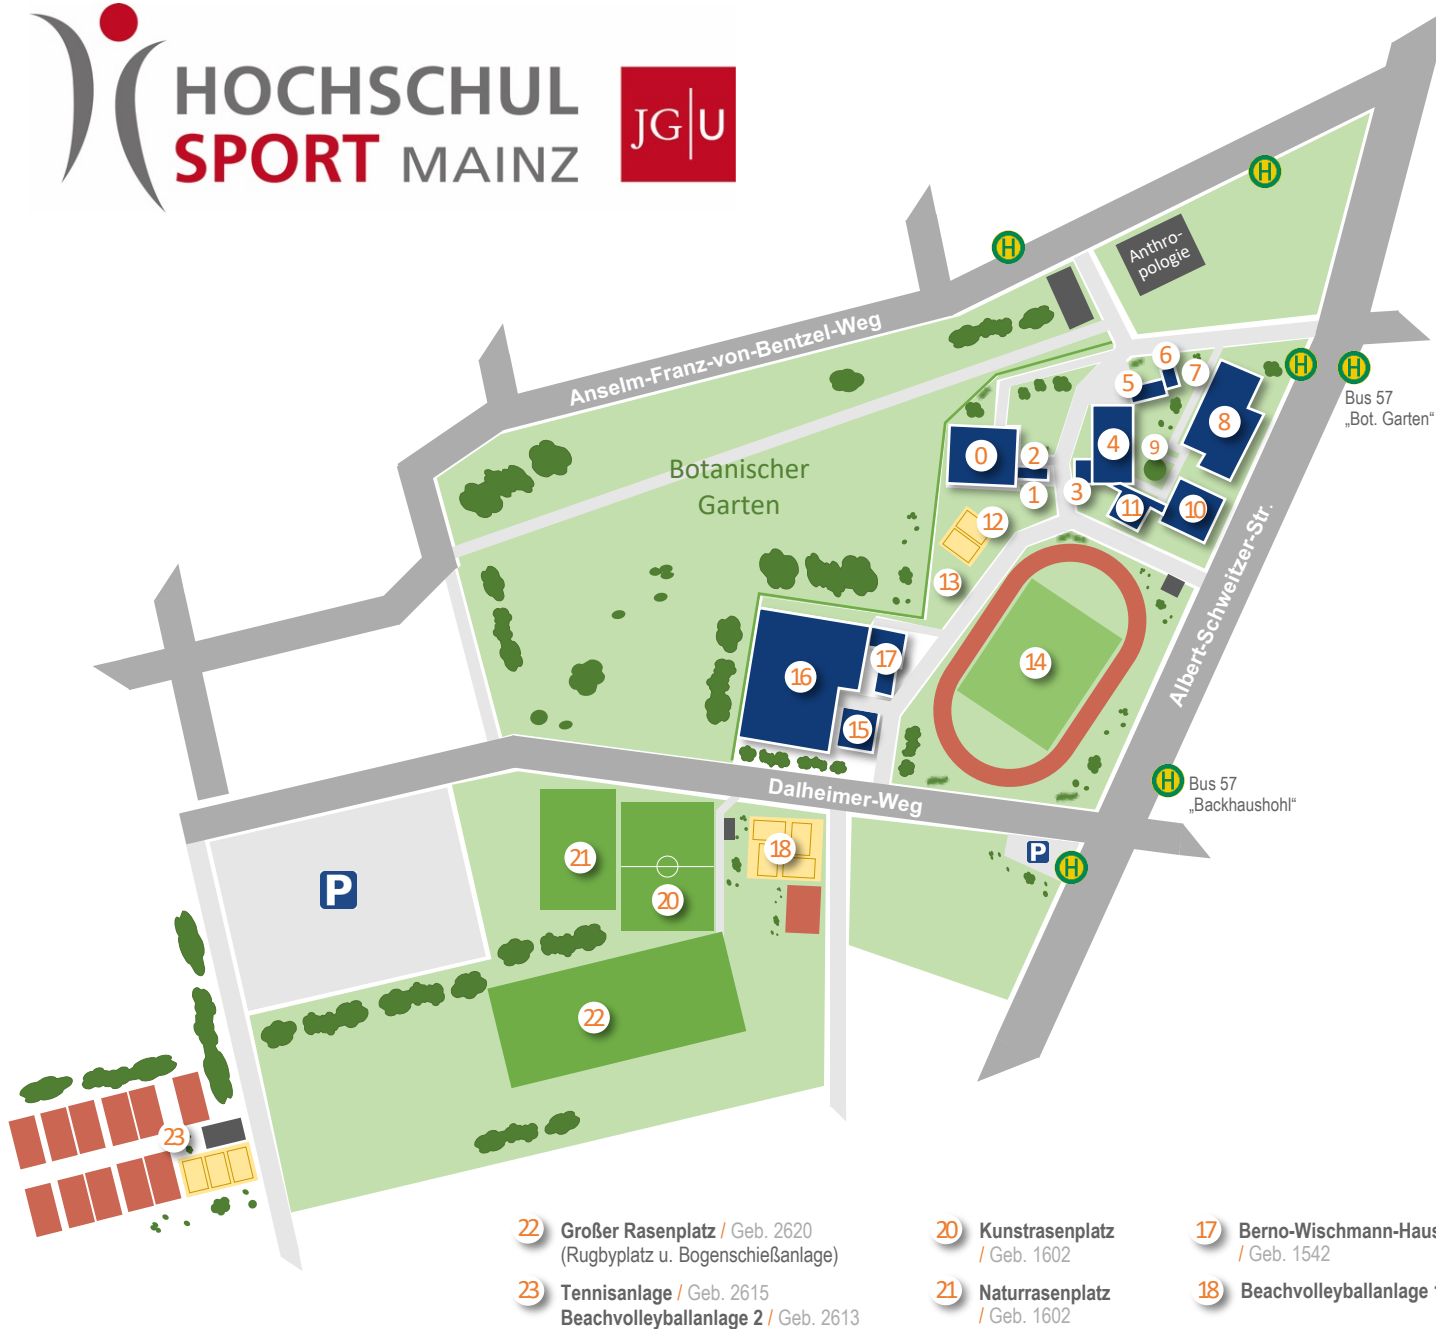 HOCHSCHUL
SPORT MAINZ
JG|U
H
H
Anthro-
pologie
Anselm-Franz-von-Bentzel-Weg
H
H
Bus 57
„Bot. Garten“
6
5
7
8
4
0
2
9
1
3
11
10
12
13
Botanischer
Garten
Albert-Schweitzer-Str.
14
17
16
15
H
Bus 57
„Backhaushohl“
Dalheimer-Weg
P
H
18
21
20
P
22
23
22 Großer Rasenplatz / Geb. 2620
(Rugbyplatz u. Bogenschießanlage)
23 Tennisanlage / Geb. 2615
Beachvolleyballanlage 2 / Geb. 2613
20 Kunstrasenplatz
/ Geb. 1602
21 Naturrasenplatz
/ Geb. 1602
17 Berno-Wischmann-Haus
/ Geb. 1542
18 Beachvolleyballanlage